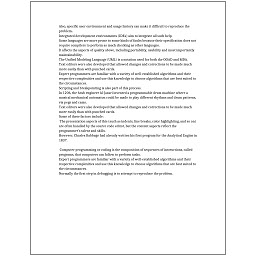 Also, specific user environment and usage history can make it difficult to reproduce the
problem.
Integrated development environments (IDEs) aim to integrate all such help.
Some languages are more prone to some kinds of faults because their specification does not
require compilers to perform as much checking as other languages.
It affects the aspects of quality above, including portability, usability and most importantly
maintainability.
The Unified Modeling Language (UML) is a notation used for both the OOAD and MDA.
Text editors were also developed that allowed changes and corrections to be made much
more easily than with punched cards.
Expert programmers are familiar with a variety of well-established algorithms and their
respective complexities and use this knowledge to choose algorithms that are best suited to
the circumstances.
Scripting and breakpointing is also part of this process.
In 1206, the Arab engineer Al-Jazari invented a programmable drum machine where a
musical mechanical automaton could be made to play different rhythms and drum patterns,
via pegs and cams.
Text editors were also developed that allowed changes and corrections to be made much
more easily than with punched cards.
Some of these factors include:
The presentation aspects of this (such as indents, line breaks, color highlighting, and so on)
are often handled by the source code editor, but the content aspects reflect the
programmer's talent and skills.
However, Charles Babbage had already written his first program for the Analytical Engine in
1837.
Computer programming or coding is the composition of sequences of instructions, called
programs, that computers can follow to perform tasks.
Expert programmers are familiar with a variety of well-established algorithms and their
respective complexities and use this knowledge to choose algorithms that are best suited to
the circumstances.
Normally the first step in debugging is to attempt to reproduce the problem.